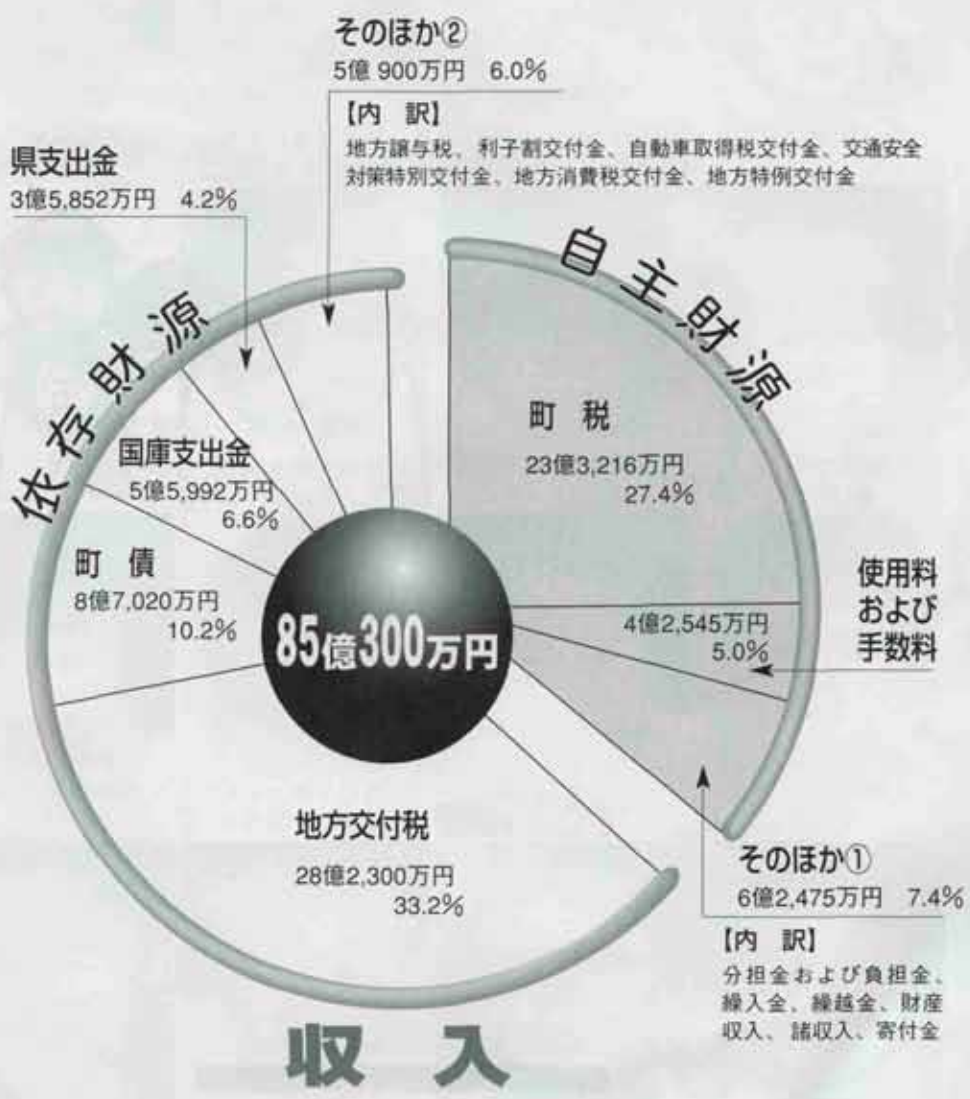 そのほか②
5億 900万円 6.0%
【内 訳】
地方譲与税、利子割交付金、自動車取得税交付金、交通安全
対策特別交付金、地方消費税交付金、地方特例交付金
県支出金
3億5,852万円 4.2%
依存財源
国庫支出金
5億5,992万円
6.6%
町 債
8億7,020万円
10.2%
地方交付税
28億2,300万円
33.2%
85億300万円
自主財源
町 税
23億3,216万円
27.4%
使用料
および
手数料
4億2,545万円
5.0%
そのほか①
6億2,475万円 7.4%
【内 訳】
分担金および負担金、
繰入金、繰越金、財産
収入、諸収入、寄付金
収 入